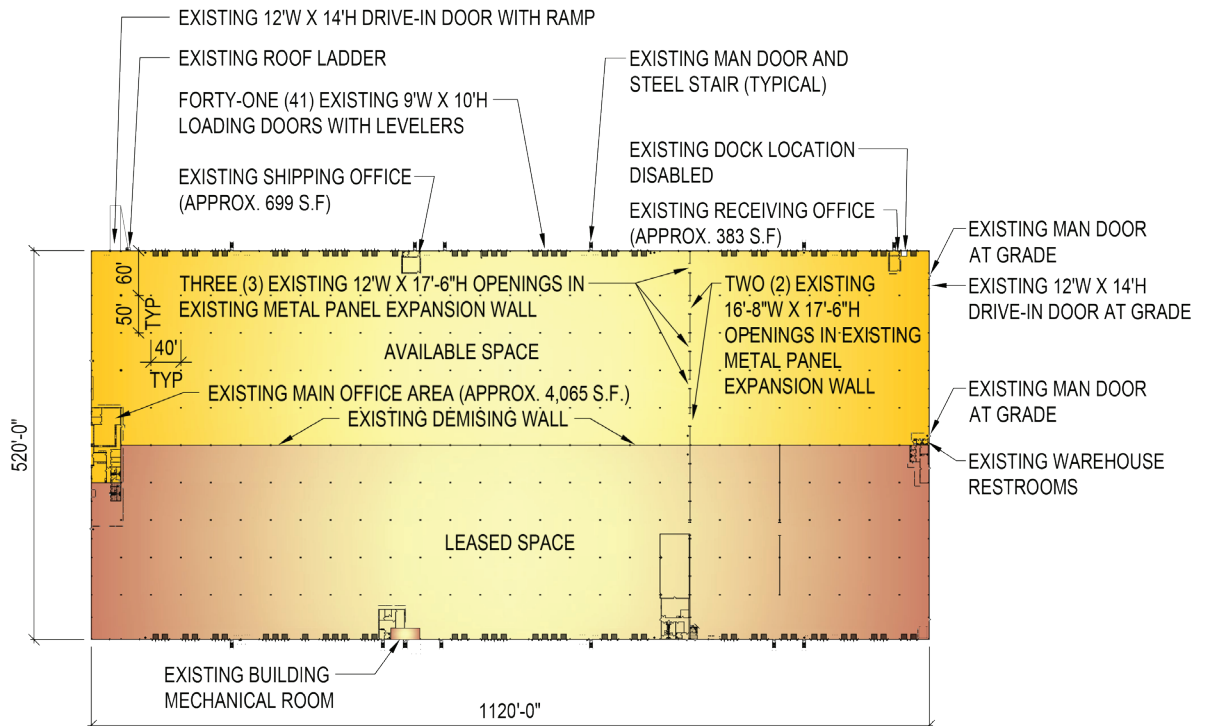 EXISTING 12'W X 14'H DRIVE-IN DOOR WITH RAMP
EXISTING ROOF LADDER
FORTY-ONE (41) EXISTING 9'W X 10'H
LOADING DOORS WITH LEVELERS
EXISTING SHIPPING OFFICE
(APPROX. 699 S.F)
EXISTING MAN DOOR AND
STEEL STAIR (TYPICAL)
EXISTING DOCK LOCATION
DISABLED
EXISTING RECEIVING OFFICE
(APPROX. 383 S.F)
EXISTING MAN DOOR
AT GRADE
EXISTING 12'W X 14'H
DRIVE-IN DOOR AT GRADE
60'
50'
TYP
40'
TYP
THREE (3) EXISTING 12'W X 17'-6"H OPENINGS IN
EXISTING METAL PANEL EXPANSION WALL
TWO (2) EXISTING
16'-8"W X 17'-6"H
OPENINGS IN EXISTING
METAL PANEL
EXPANSION WALL
AVAILABLE SPACE
EXISTING MAIN OFFICE AREA (APPROX. 4,065 S.F.)
EXISTING DEMISING WALL
EXISTING MAN DOOR
AT GRADE
EXISTING WAREHOUSE
RESTROOMS
520'-0"
LEASED SPACE
EXISTING BUILDING
MECHANICAL ROOM
1120'-0"